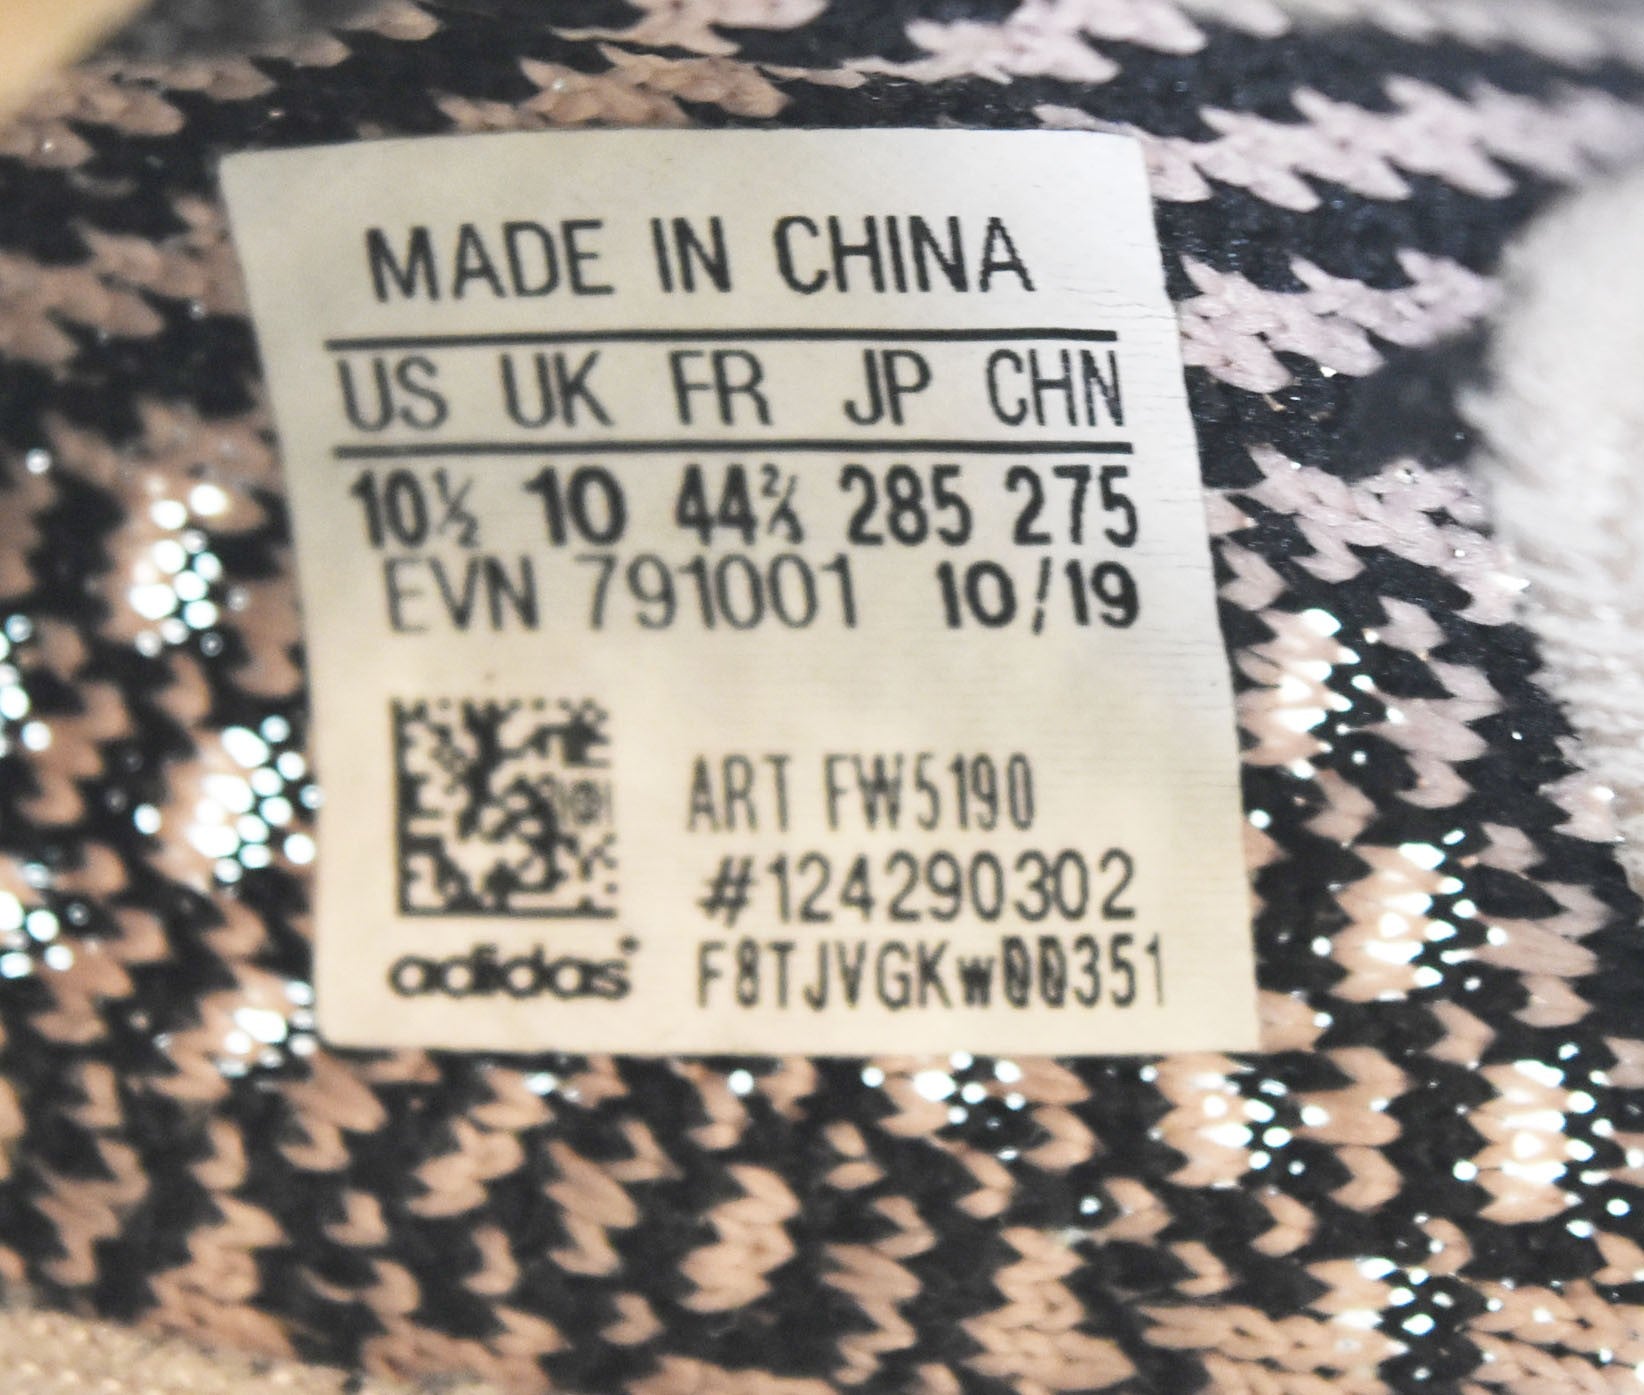 MADE IN CHINA
US UK FR JP CHN
10½ 10 44⅔ 285 275
EVN 791001 10/19
ART FW5190
#124290302
adidas
F8TJVGKw00351